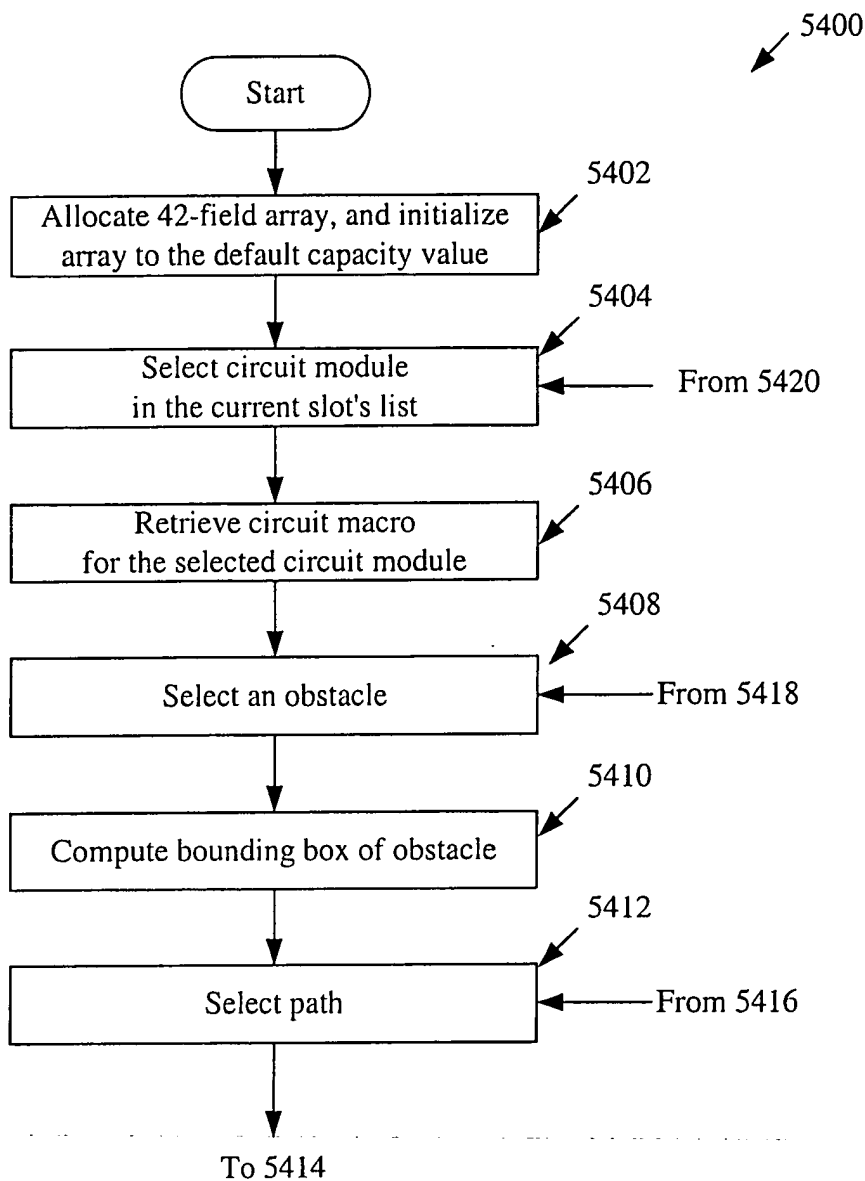 5400
Start
5402
Allocate 42-field array, and initialize
array to the default capacity value
5404
Select circuit module
in the current slot's list
From 5420
5406
Retrieve circuit macro
for the selected circuit module
5408
Select an obstacle
From 5418
5410
Compute bounding box of obstacle
5412
Select path
From 5416
To 5414